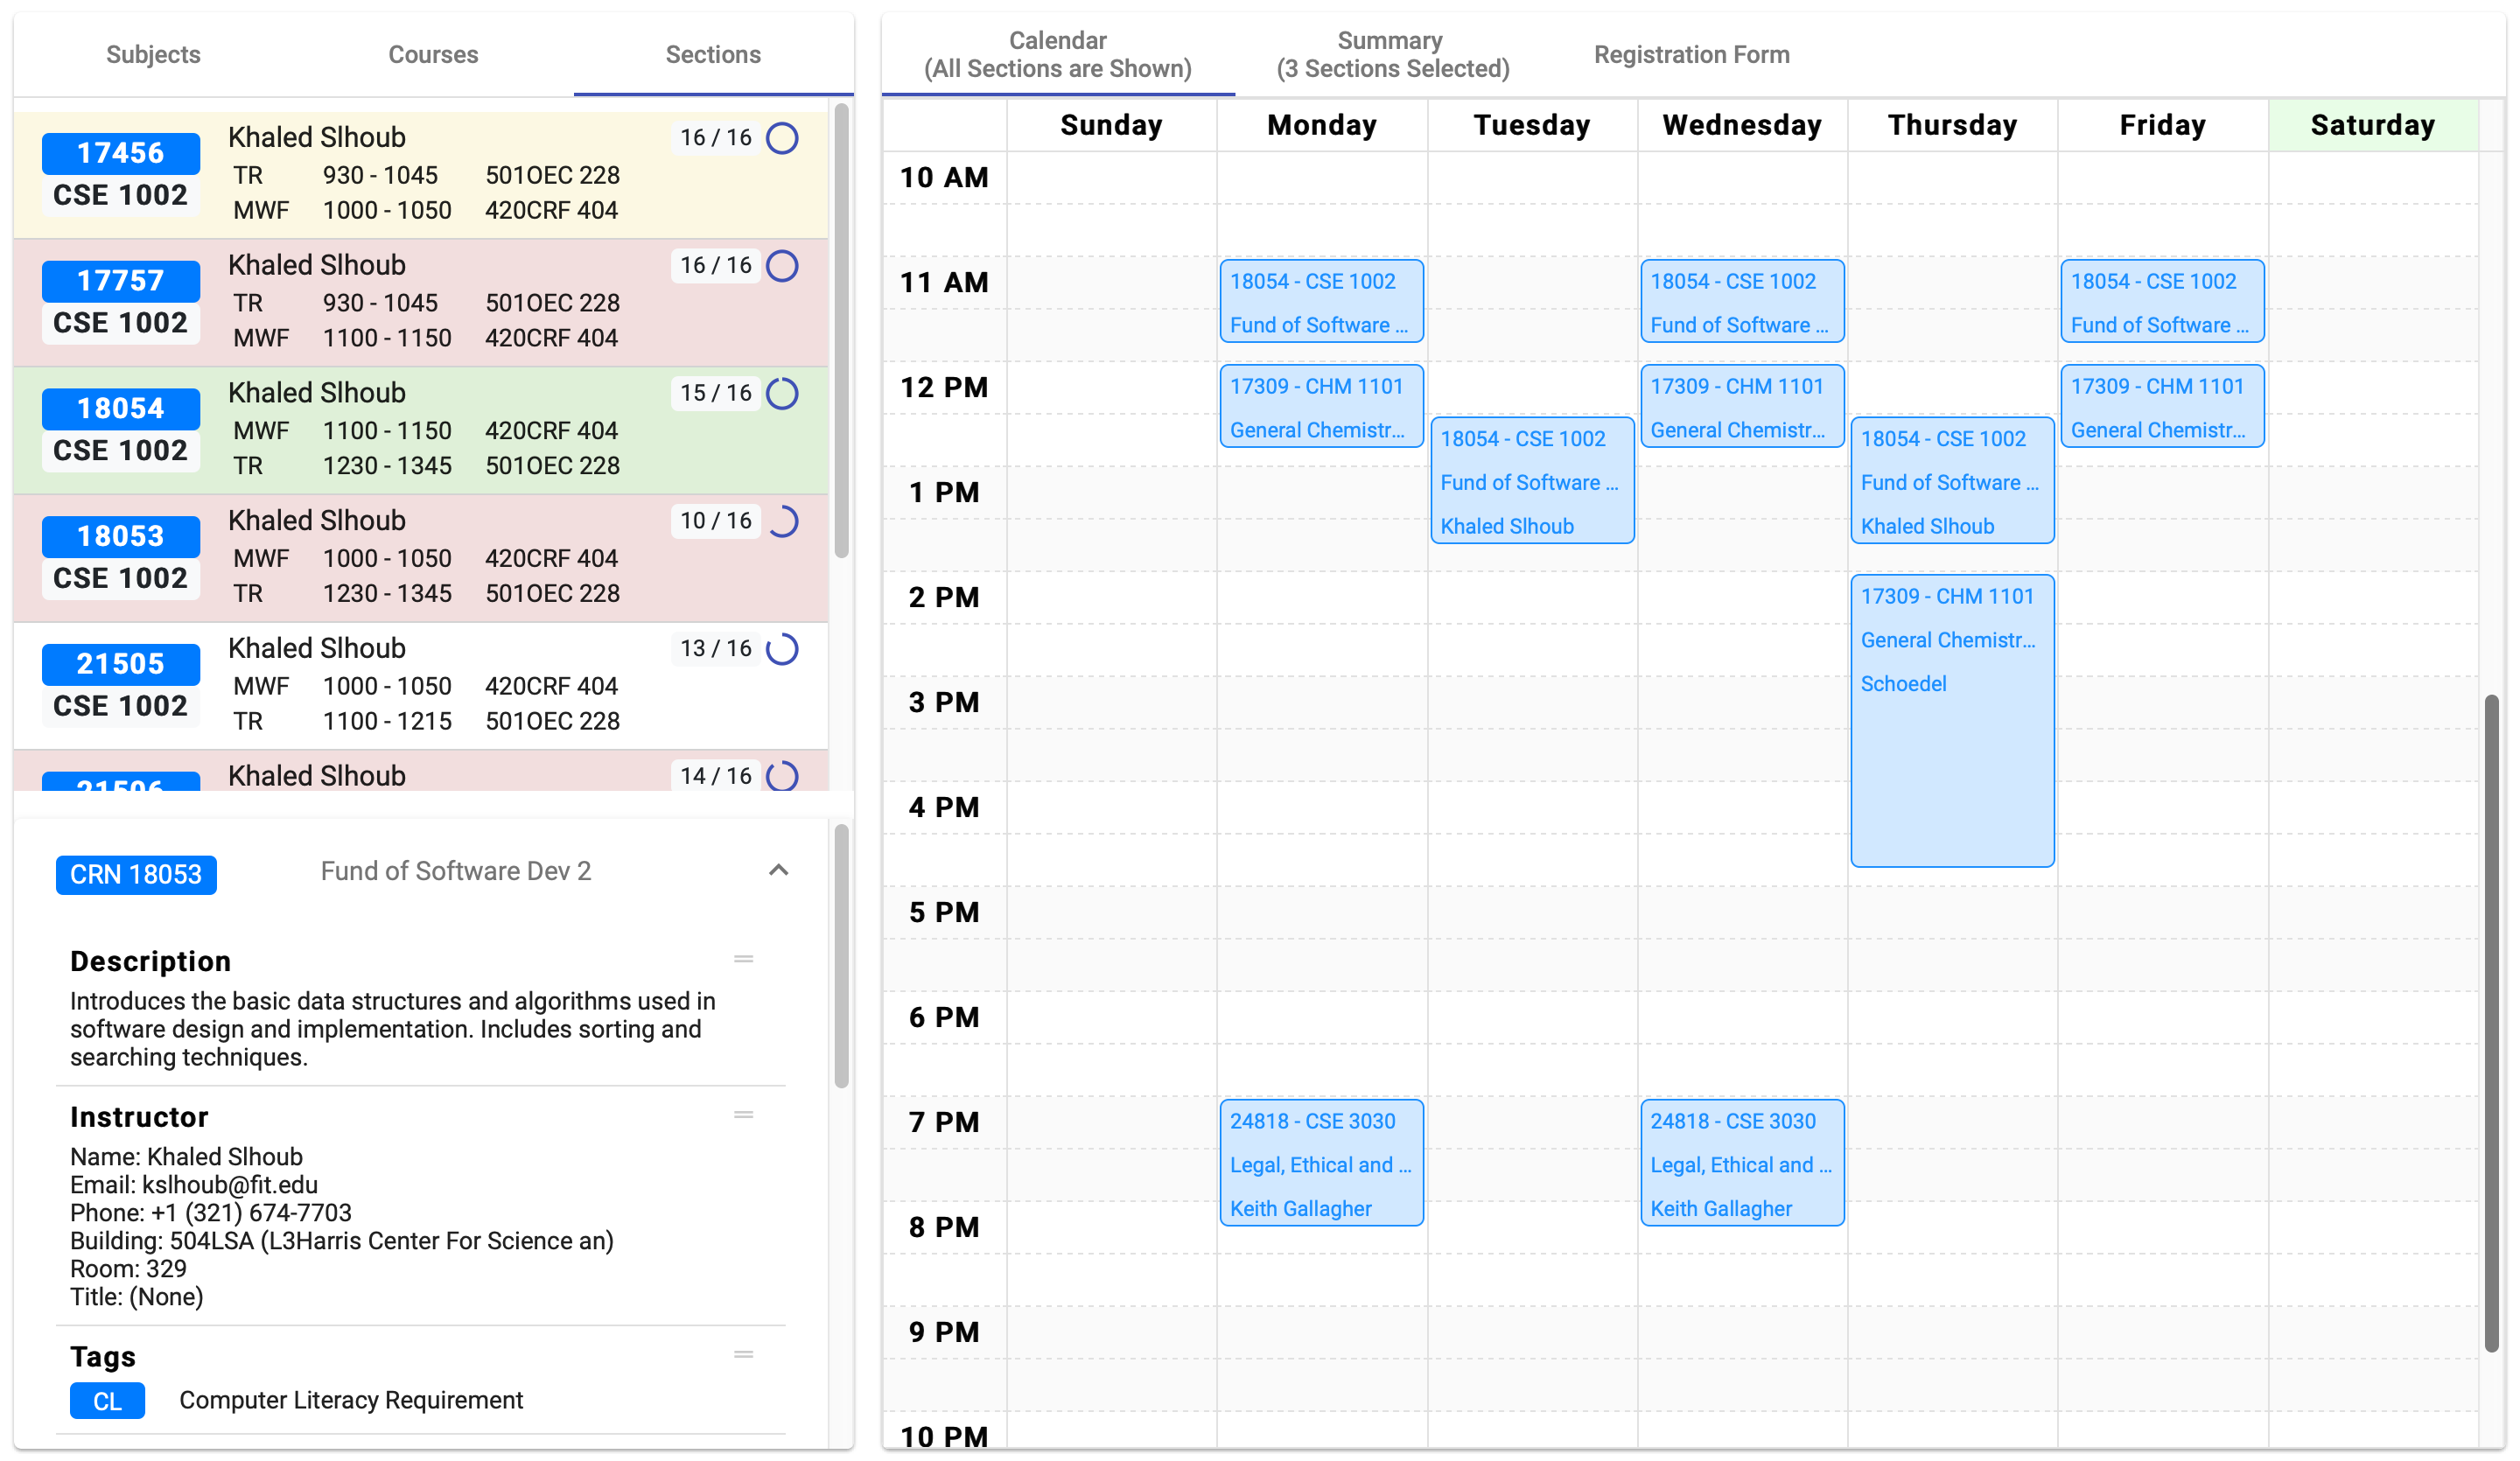 Subjects
Courses
Sections
17456
CSE 1002
Khaled Slhoub
16 / 16
TR 930 - 1045 501OEC 228
MWF 1000 - 1050 420CRF 404
17757
CSE 1002
Khaled Slhoub
16 / 16
TR 930 - 1045 501OEC 228
MWF 1100 - 1150 420CRF 404
18054
CSE 1002
Khaled Slhoub
15 / 16
MWF 1100 - 1150 420CRF 404
TR 1230 - 1345 501OEC 228
18053
CSE 1002
Khaled Slhoub
10 / 16
MWF 1000 - 1050 420CRF 404
TR 1230 - 1345 501OEC 228
21505
CSE 1002
Khaled Slhoub
13 / 16
MWF 1000 - 1050 420CRF 404
TR 1100 - 1215 501OEC 228
21506
Khaled Slhoub
14 / 16
CRN 18053
Fund of Software Dev 2
Description
Introduces the basic data structures and algorithms used in
software design and implementation. Includes sorting and
searching techniques.
Instructor
Name: Khaled Slhoub
Email: kslhoub@fit.edu
Phone: +1 (321) 674-7703
Building: 504LSA (L3Harris Center For Science an)
Room: 329
Title: (None)
Tags
CL Computer Literacy Requirement
Calendar
(All Sections are Shown)
Summary
(3 Sections Selected)
Registration Form
Sunday Monday Tuesday Wednesday Thursday Friday Saturday
10 AM
11 AM
12 PM
1 PM
2 PM
3 PM
4 PM
5 PM
6 PM
7 PM
8 PM
9 PM
10 PM
18054 - CSE 1002
Fund of Software ...
17309 - CHM 1101
General Chemistr...
24818 - CSE 3030
Legal, Ethical and ...
Keith Gallagher
18054 - CSE 1002
Fund of Software ...
Khaled Slhoub
18054 - CSE 1002
Fund of Software ...
17309 - CHM 1101
General Chemistr...
24818 - CSE 3030
Legal, Ethical and ...
Keith Gallagher
18054 - CSE 1002
Fund of Software ...
Khaled Slhoub
17309 - CHM 1101
General Chemistr...
Schoedel
18054 - CSE 1002
Fund of Software ...
17309 - CHM 1101
General Chemistr...